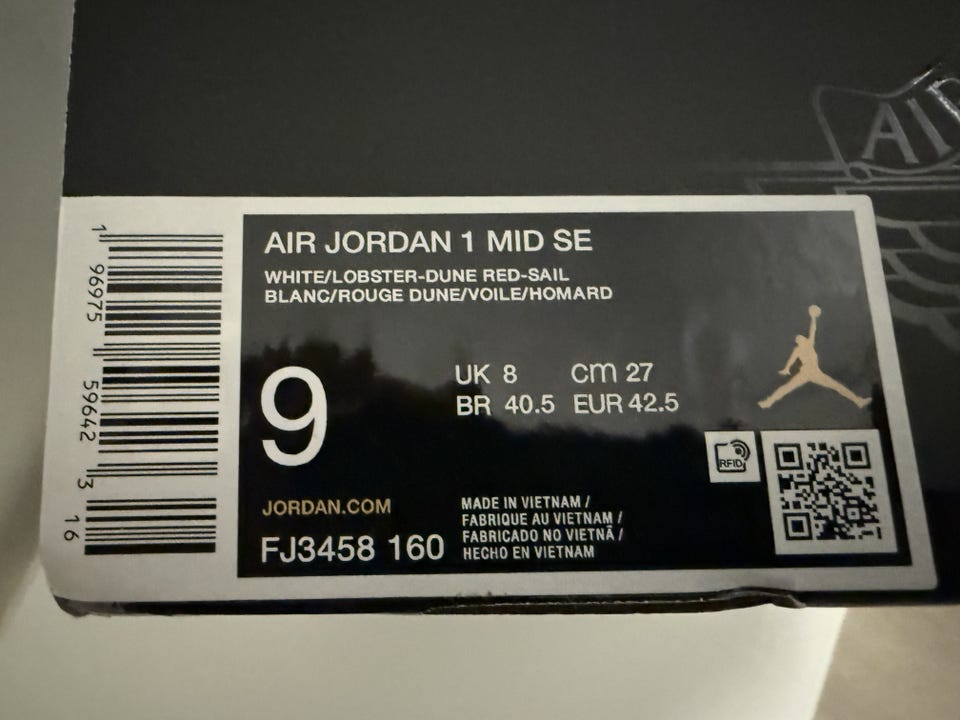 AIR
1 96975 59642 3 16
AIR JORDAN 1 MID SE
WHITE/LOBSTER-DUNE RED-SAIL
BLANC/ROUGE DUNE/VOILE/HOMARD
9
UK 8 cm 27
BR 40.5 EUR 42.5
RFID
JORDAN.COM
FJ3458 160
MADE IN VIETNAM /
FABRIQUE AU VIETNAM /
FABRICADO NO VIETNÃ /
HECHO EN VIETNAM